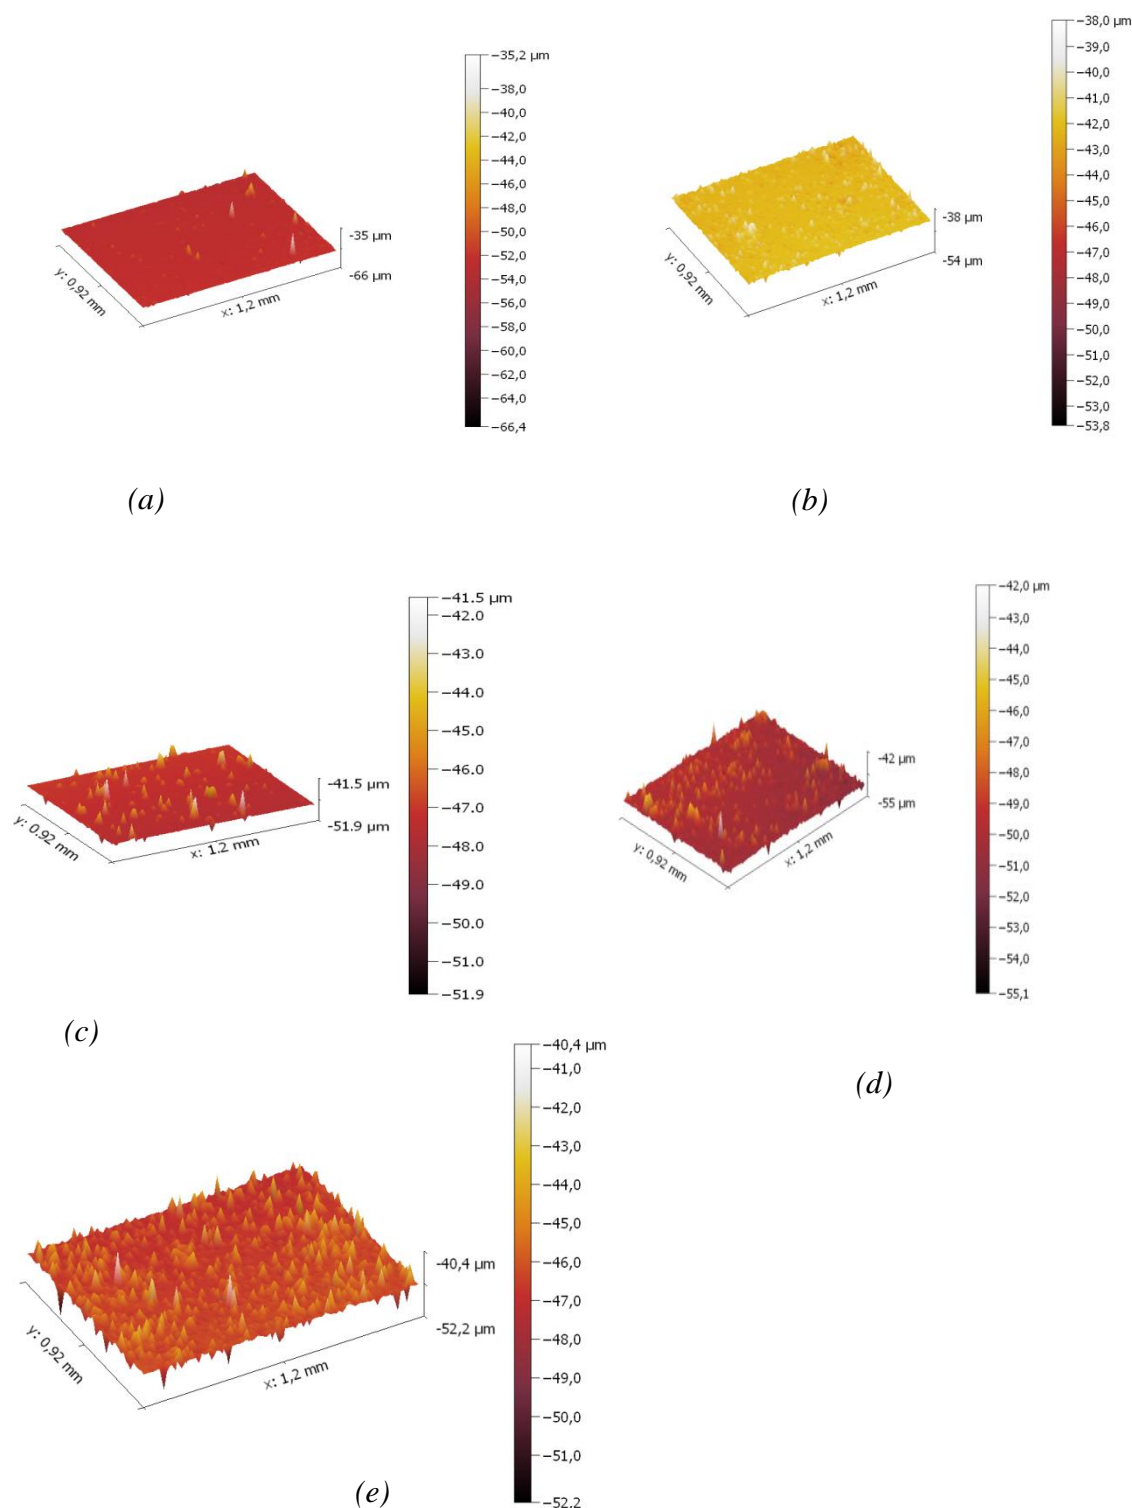 −35,2 µm
−38,0
−40,0
−42,0
−44,0
−46,0
−48,0
−50,0
−52,0
−54,0
−56,0
−58,0
−60,0
−62,0
−64,0
−66,4
-35 µm
-66 µm
y: 0,92 mm
x: 1,2 mm
(a)
−38,0 µm
−39,0
−40,0
−41,0
−42,0
−43,0
−44,0
−45,0
−46,0
−47,0
−48,0
−49,0
−50,0
−51,0
−52,0
−53,0
−53,8
-38 µm
-54 µm
y: 0,92 mm
x: 1,2 mm
(b)
−41.5 µm
−42.0
−43.0
−44.0
−45.0
−46.0
−47.0
−48.0
−49.0
−50.0
−51.0
−51.9
-41.5 µm
-51.9 µm
y: 0.92 mm
x: 1.2 mm
(c)
−42,0 µm
−43,0
−44,0
−45,0
−46,0
−47,0
−48,0
−49,0
−50,0
−51,0
−52,0
−53,0
−54,0
−55,1
-42 µm
-55 µm
y: 0,92 mm
x: 1,2 mm
(d)
−40,4 µm
−41,0
−42,0
−43,0
−44,0
−45,0
−46,0
−47,0
−48,0
−49,0
−50,0
−51,0
−52,2
-40,4 µm
-52,2 µm
y: 0,92 mm
x: 1,2 mm
(e)